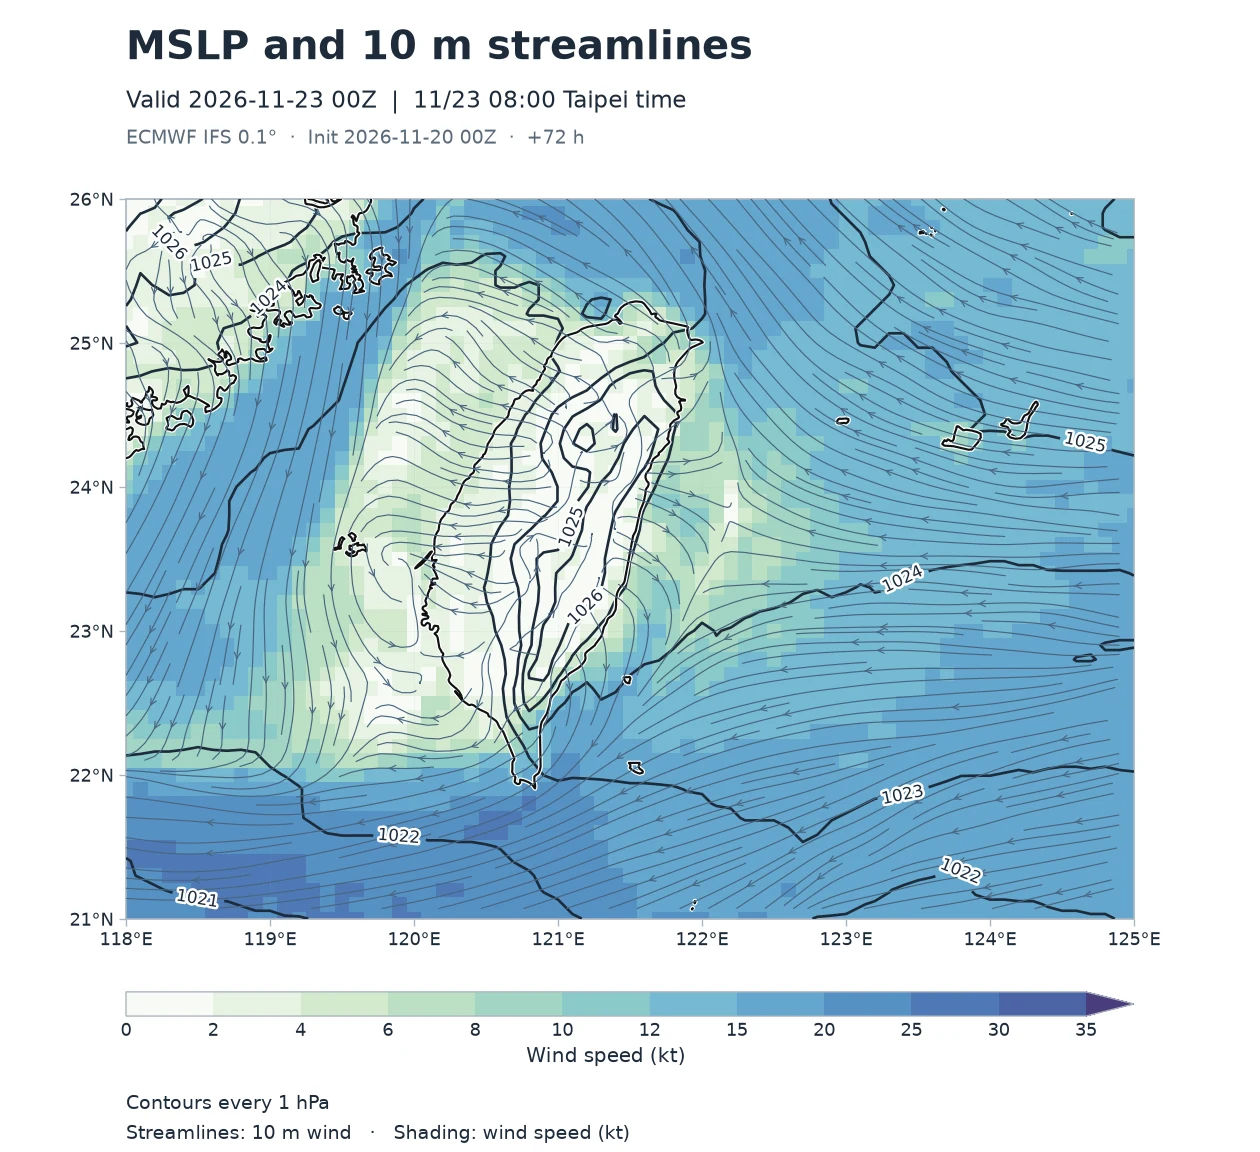 MSLP and 10 m streamlines
Valid 2026-11-23 00Z | 11/23 08:00 Taipei time
ECMWF IFS 0.1° · Init 2026-11-20 00Z · +72 h
26°N
1026
1025
1024
25°N
1025
24°N
1025
1024
1026
23°N
22°N
1023
1022
1022
1021
21°N
118°E 119°E 120°E 121°E 122°E 123°E 124°E 125°E
0 2 4 6 8 10 12 15 20 25 30 35
Wind speed (kt)
Contours every 1 hPa
Streamlines: 10 m wind · Shading: wind speed (kt)